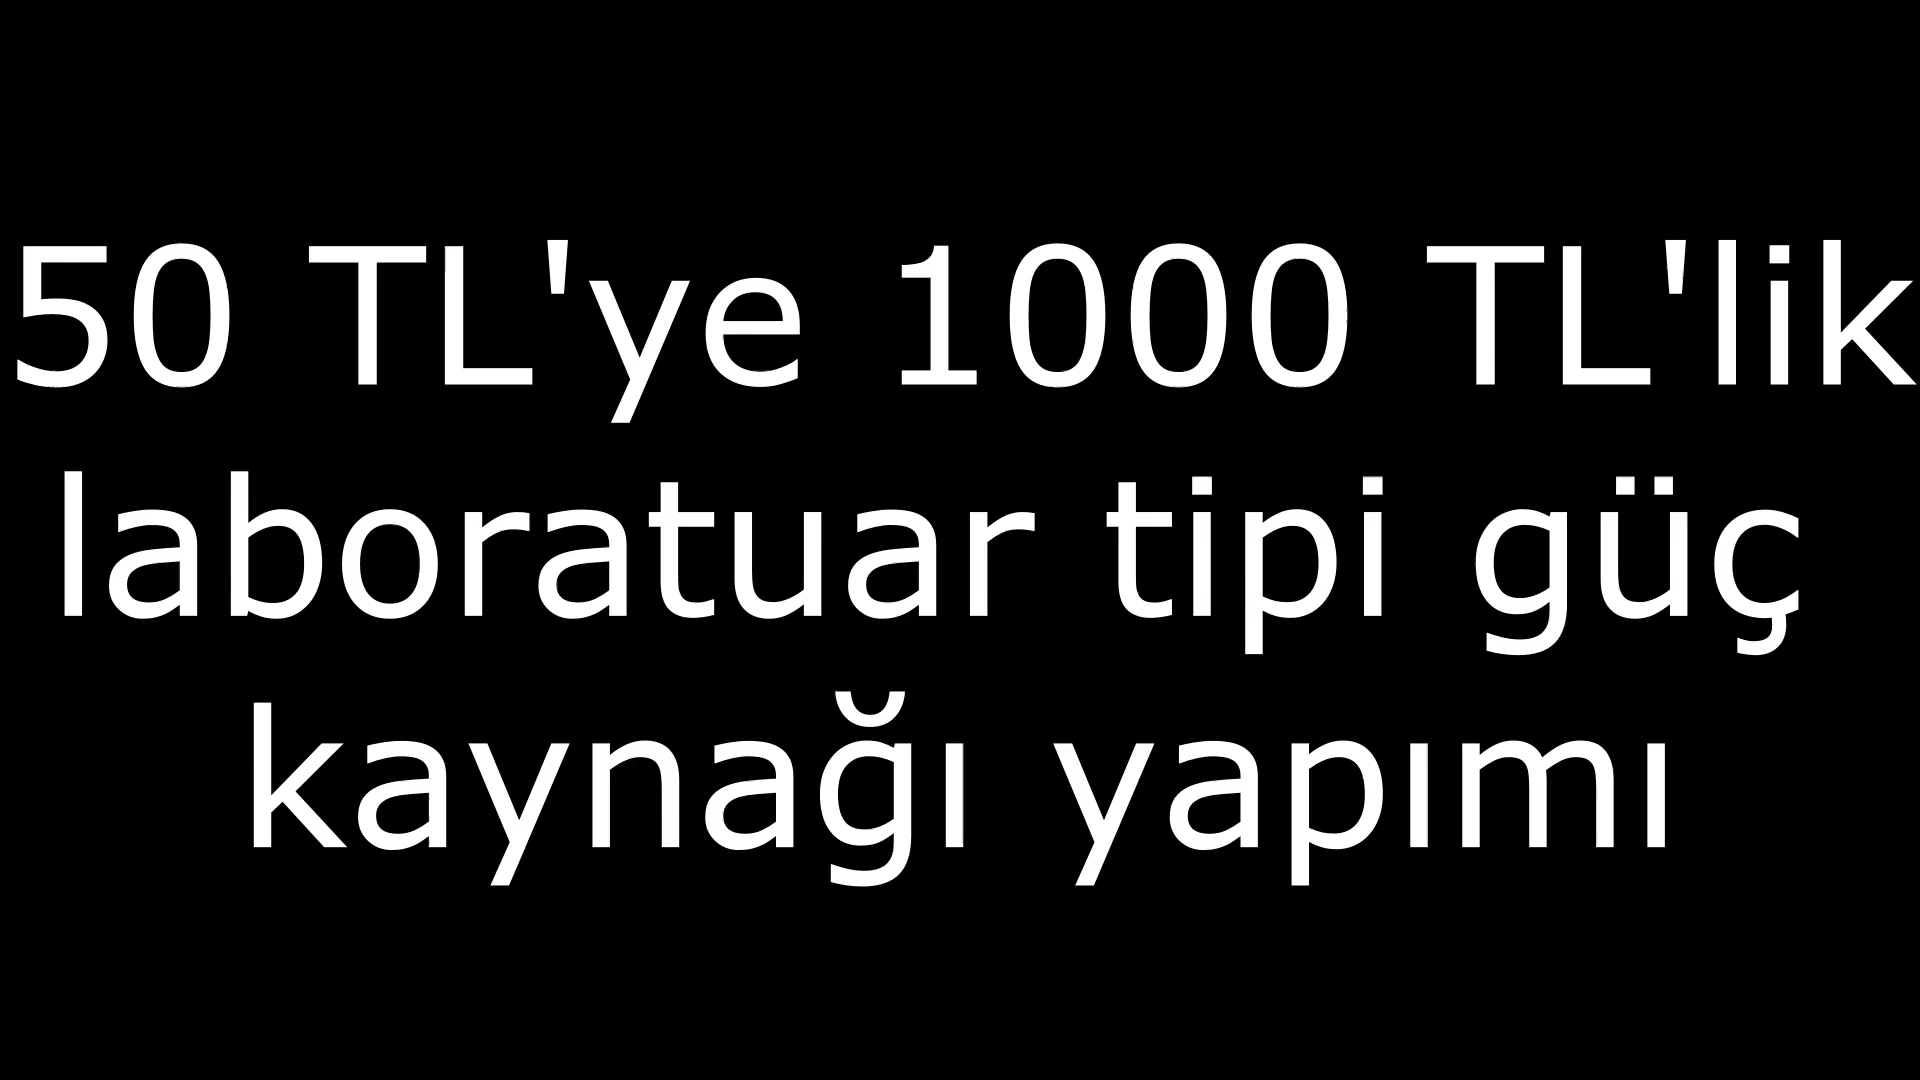 50 TL'ye 1000 TL'lik
laboratuar tipi güç
kaynağı yapımı